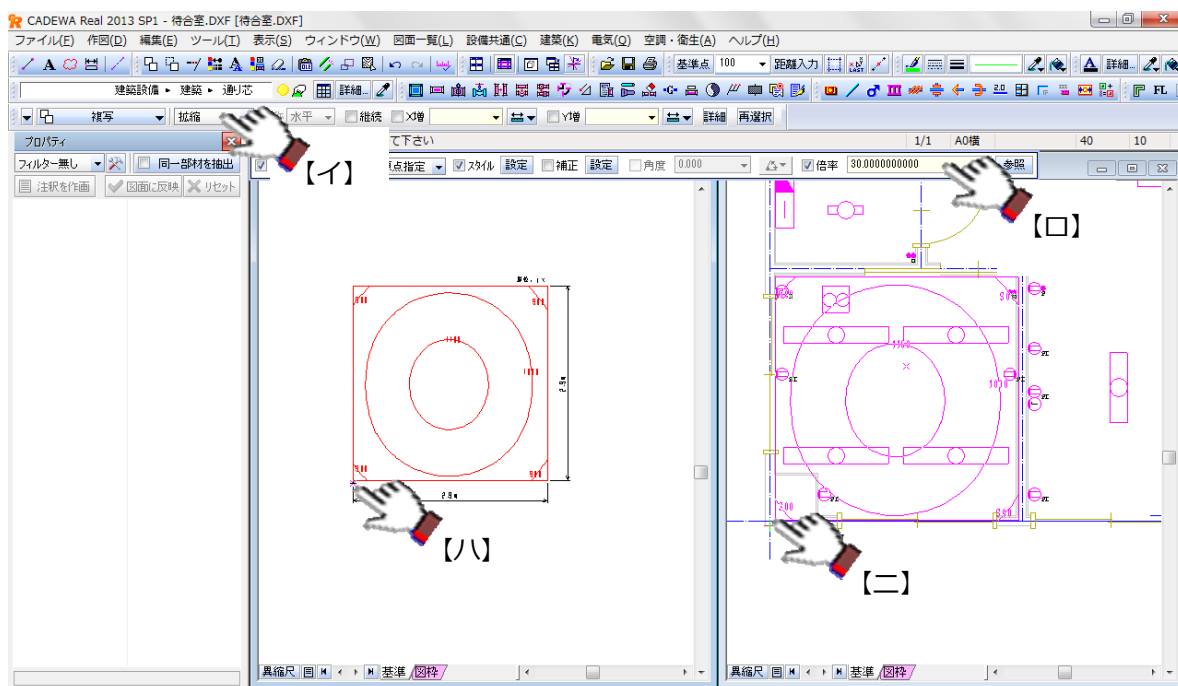 CADEWA Real 2013 SP1 - 待合室.DXF [待合室.DXF]
ファイル(F) 作図(D) 編集(E) ツール(T) 表示(S) ウィンドウ(W) 図面一覧(L) 設備共通(C) 建築(K) 電気(Q) 空調・衛生(A) ヘルプ(H)
基準点 100 距離入力 詳細...
建築設備 ▸ 建築 ▸ 通り芯 詳細... FL
複写 拡縮 水平 継続 X増 Y増 詳細 再選択
プロパティ て下さい 1/1 A0横 40 10
フィルター無し 同一部材を抽出 点指定 スタイル 設定 補正 設定 角度 0.000 倍率 30.0000000000 参照
注釈を作画 図面に反映 リセット
【イ】
【ロ】
900
1100
【ハ】
【ニ】
異縮尺 基準 図枠 異縮尺 基準 図枠